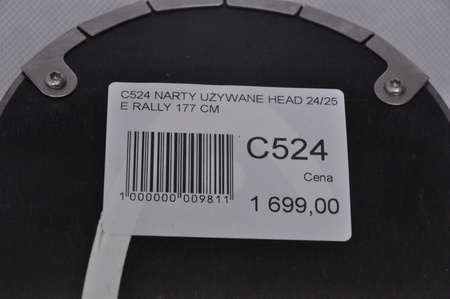 C524 NARTY UŻYWANE HEAD 24/25
E RALLY 177 CM
C524
Cena
1 699,00
1 000000 009811